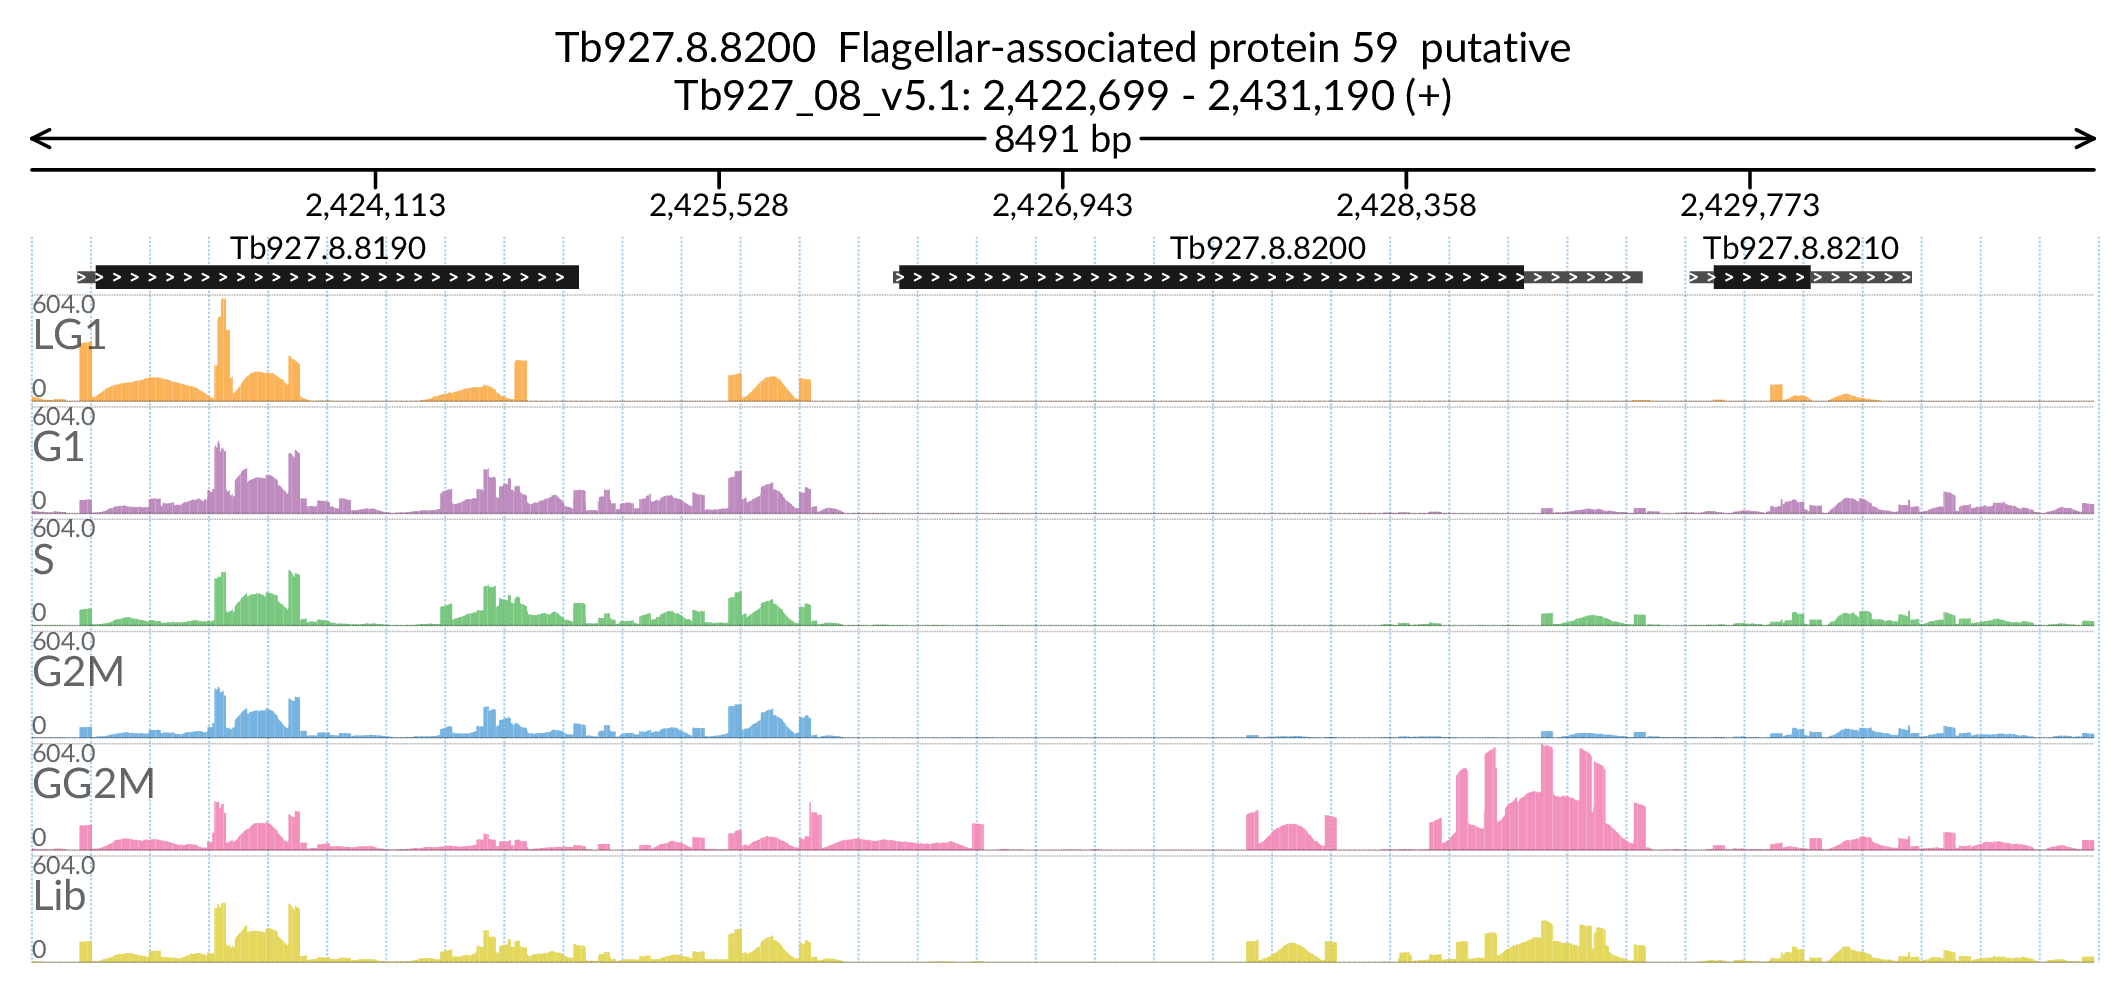 Tb927.8.8200  Flagellar-associated protein 59  putative
Tb927_08_v5.1: 2,422,699 - 2,431,190 (+)
8491 bp
2,424,113 2,425,528 2,426,943 2,428,358 2,429,773
Tb927.8.8190 Tb927.8.8200 Tb927.8.8210
604.0
LG1
0
604.0
G1
0
604.0
S
0
604.0
G2M
0
604.0
GG2M
0
604.0
Lib
0